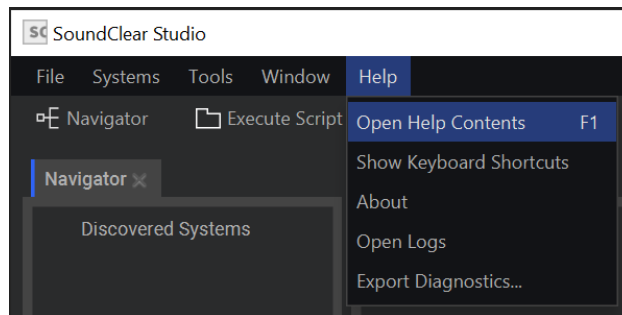 SC SoundClear Studio
File Systems Tools Window Help
Navigator Execute Script
Open Help Contents F1
Show Keyboard Shortcuts
About
Open Logs
Export Diagnostics...
Navigator
Discovered Systems